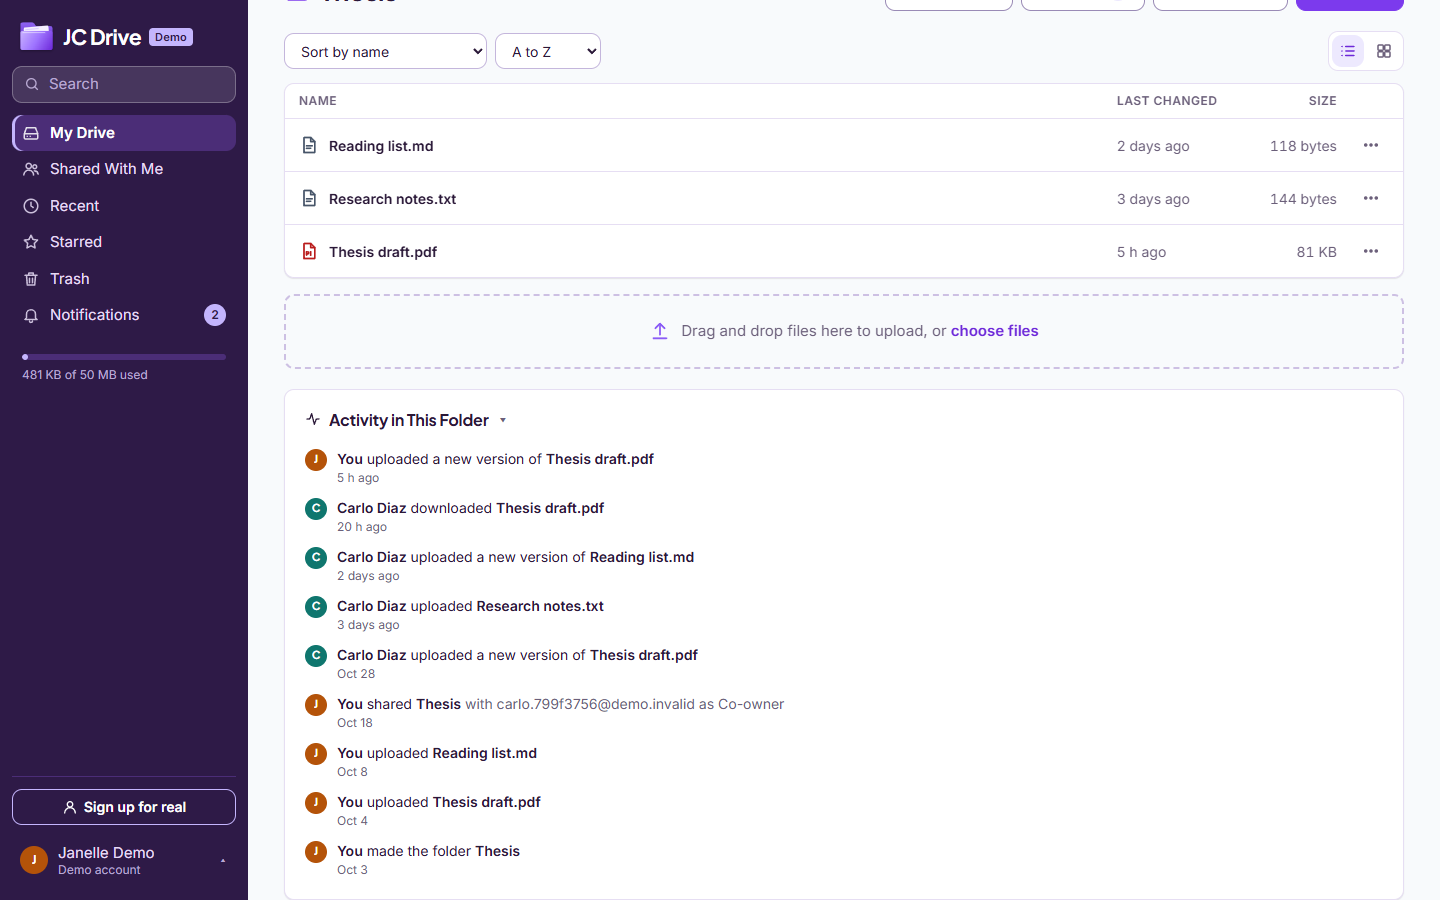 JC Drive Demo
Search
My Drive
Shared With Me
Recent
Starred
Trash
Notifications 2
481 KB of 50 MB used
Sign up for real
J Janelle Demo
Demo account
Sort by name
A to Z
NAME LAST CHANGED SIZE
Reading list.md 2 days ago 118 bytes
Research notes.txt 3 days ago 144 bytes
Thesis draft.pdf 5 h ago 81 KB
Drag and drop files here to upload, or choose files
Activity in This Folder
J You uploaded a new version of Thesis draft.pdf
5 h ago
C Carlo Diaz downloaded Thesis draft.pdf
20 h ago
C Carlo Diaz uploaded a new version of Reading list.md
2 days ago
C Carlo Diaz uploaded Research notes.txt
3 days ago
C Carlo Diaz uploaded a new version of Thesis draft.pdf
Oct 28
J You shared Thesis with carlo.799f3756@demo.invalid as Co-owner
Oct 18
J You uploaded Reading list.md
Oct 8
J You uploaded Thesis draft.pdf
Oct 4
J You made the folder Thesis
Oct 3